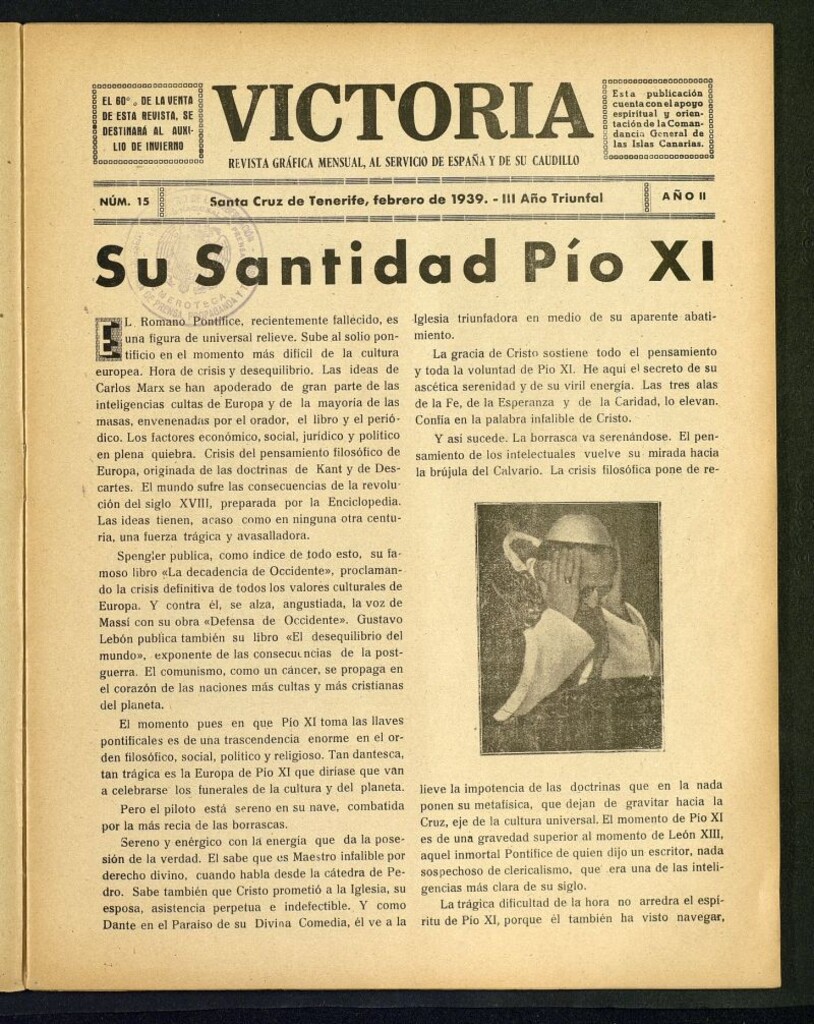 EL 60% DE LA VENTA
DE ESTA REVISTA, SE
DESTINARÁ AL AUXI-
LIO DE INVIERNO
VICTORIA
REVISTA GRÁFICA MENSUAL, AL SERVICIO DE ESPAÑA Y DE SU CAUDILLO
Esta publicación
cuenta con el apoyo
espiritual y orien-
tación de la Coman-
dancia General de
las Islas Canarias.
NÚM. 15
Santa Cruz de Tenerife, febrero de 1939. - III Año Triunfal
AÑO II
Su Santidad Pío XI
EL Romano Pontífice, recientemente fallecido, es
una figura de universal relieve. Sube al solio pon-
tificio en el momento más difícil de la cultura
europea. Hora de crisis y desequilibrio. Las ideas de
Carlos Marx se han apoderado de gran parte de las
inteligencias cultas de Europa y de la mayoría de las
masas, envenenadas por el orador, el libro y el perió-
dico. Los factores económico, social, jurídico y político
en plena quiebra. Crisis del pensamiento filosófico de
Europa, originada de las doctrinas de Kant y de Des-
cartes. El mundo sufre las consecuencias de la revolu-
ción del siglo XVIII, preparada por la Enciclopedia.
Las ideas tienen, acaso como en ninguna otra centu-
ria, una fuerza trágica y avasalladora.
Spengler publica, como índice de todo esto, su fa-
moso libro «La decadencia de Occidente», proclaman-
do la crisis definitiva de todos los valores culturales de
Europa. Y contra él, se alza, angustiada, la voz de
Massí con su obra «Defensa de Occidente». Gustavo
Lebón publica también su libro «El desequilibrio del
mundo», exponente de las consecuencias de la post-
guerra. El comunismo, como un cáncer, se propaga en
el corazón de las naciones más cultas y más cristianas
del planeta.
El momento pues en que Pío XI toma las llaves
pontificales es de una trascendencia enorme en el or-
den filosófico, social, político y religioso. Tan dantesca,
tan trágica es la Europa de Pío XI que diríase que van
a celebrarse los funerales de la cultura y del planeta.
Pero el piloto está sereno en su nave, combatida
por la más recia de las borrascas.
Sereno y enérgico con la energía que da la pose-
sión de la verdad. El sabe que es Maestro infalible por
derecho divino, cuando habla desde la cátedra de Pe-
dro. Sabe también que Cristo prometió a la Iglesia, su
esposa, asistencia perpetua e indefectible. Y como
Dante en el Paraíso de su Divina Comedia, él ve a la
Iglesia triunfadora en medio de su aparente abati-
miento.
La gracia de Cristo sostiene todo el pensamiento
y toda la voluntad de Pío XI. He aquí el secreto de su
ascética serenidad y de su viril energía. Las tres alas
de la Fe, de la Esperanza y de la Caridad, lo elevan.
Confía en la palabra infalible de Cristo.
Y así sucede. La borrasca va serenándose. El pen-
samiento de los intelectuales vuelve su mirada hacia
la brújula del Calvario. La crisis filosófica pone de re-
lieve la impotencia de las doctrinas que en la nada
ponen su metafísica, que dejan de gravitar hacia la
Cruz, eje de la cultura universal. El momento de Pío XI
es de una gravedad superior al momento de León XIII,
aquel inmortal Pontífice de quien dijo un escritor, nada
sospechoso de clericalismo, que era una de las inteli-
gencias más clara de su siglo.
La trágica dificultad de la hora no arredra el espí-
ritu de Pío XI, porque él también ha visto navegar,